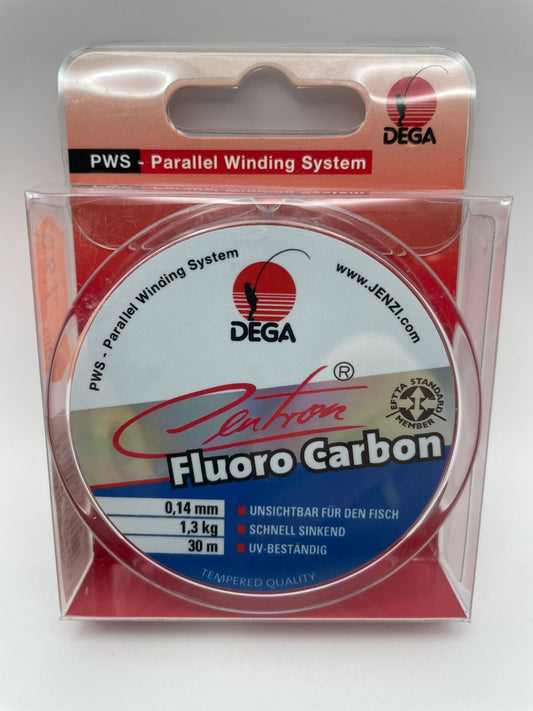 DEGA
PWS - Parallel Winding System
PWS - Parallel Winding System
www.JENZI.com
DEGA
Centron®
EFTTA STANDARD
MEMBER
Fluoro Carbon
0,14 mm
1,3 kg
30 m
UNSICHTBAR FÜR DEN FISCH
SCHNELL SINKEND
UV-BESTÄNDIG
TEMPERED QUALITY